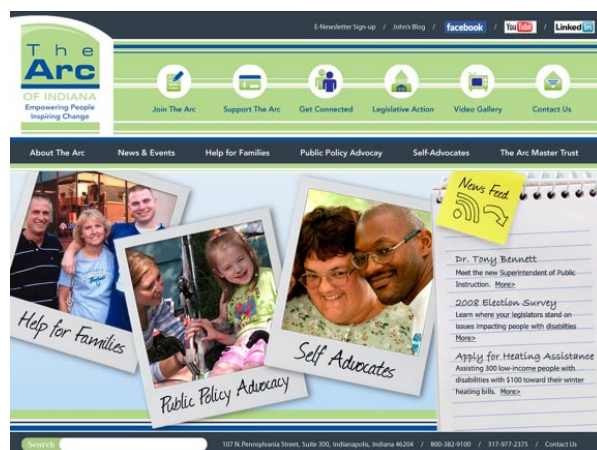 E-Newsletter Sign-up / John's Blog / facebook / YouTube / Linked in
The
Arc
OF INDIANA
Empowering People
Inspiring Change
Join The Arc
Support The Arc
Get Connected
Legislative Action
Video Gallery
Contact Us
About The Arc
News & Events
Help for Families
Public Policy Advocay
Self-Advocates
The Arc Master Trust
News Feed
Help for Families
Public Policy Advocacy
Self Advocates
Dr. Tony Bennett
Meet the new Superintendent of Public
Instruction. More>
2008 Election Survey
Learn where your legislators stand on
issues impacting people with disabilities
More>
Apply for Heating Assistance
Assisting 300 low-income people with
disabilities with $100 toward their winter
heating bills. More>
Search
107 N. Pennsylvania Street, Suite 300, Indianapolis, Indiana 46204 / 800-382-9100 / 317-977-2375 / Contact Us